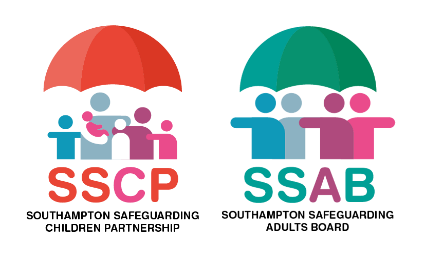 SSCP
SOUTHAMPTON SAFEGUARDING
CHILDREN PARTNERSHIP
SSAB
SOUTHAMPTON SAFEGUARDING
ADULTS BOARD